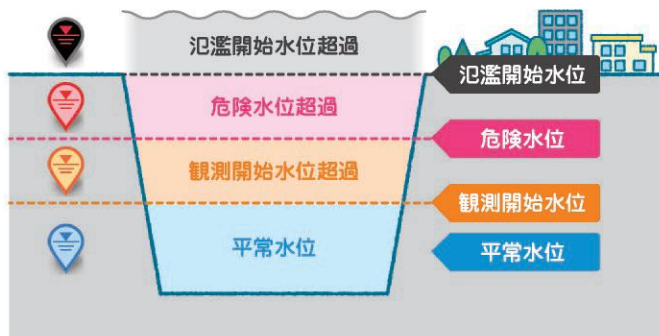 氾濫開始水位超過
氾濫開始水位
危険水位超過
危険水位
観測開始水位超過
観測開始水位
平常水位
平常水位